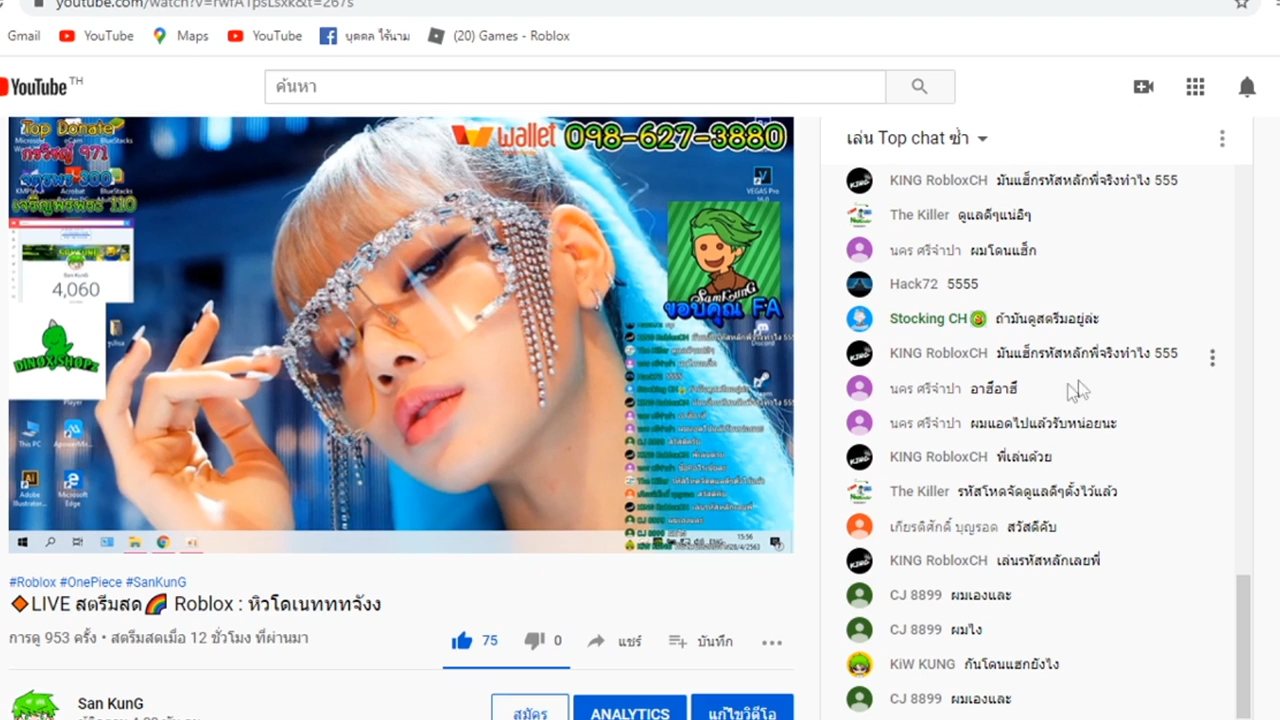 youtube.com/watch?v=rwfATpsLsxk&t=267s
Gmail YouTube Maps YouTube บุคคล ไร้นาม (20) Games - Roblox
YouTube TH
ค้นหา
Top Donate
971
300
110
4,060
DINOXSHOPZ
This PC
Adobe Illustrator...
Microsoft Edge
wallet 098-627-3880
VEGAS Pro
SamKunG
ขอบคุณ FA
Discord
15:56
เล่น Top chat ซ้ำ
KING RobloxCH มันแฮ็กรหัสหลักพี่จริงทำไง 555
The Killer ดูแลดีๆแน่อิๆ
นคร ศรีจำปา ผมโดนแฮ็ก
Hack72 5555
Stocking CH ถ้ามันดูสตรีมอยู่ล่ะ
KING RobloxCH มันแฮ็กรหัสหลักพี่จริงทำไง 555
นคร ศรีจำปา อาฮือาฮื
นคร ศรีจำปา ผมแอดไปแล้วรับหน่อยนะ
KING RobloxCH พี่เล่นด้วย
The Killer รหัสโหดจัดดูแลดีๆตั้งไว้แล้ว
เกียรติศักดิ์ บุญรอด สวัสดีคับ
KING RobloxCH เล่นรหัสหลักเลยพี่
CJ 8899 ผมเองและ
CJ 8899 ผมไง
KiW KUNG กันโดนแฮกยังไง
CJ 8899 ผมเองและ
#Roblox #OnePiece #SanKunG
LIVE สตรีมสด Roblox : หิวโดเนทททจังง
การดู 953 ครั้ง • สตรีมสดเมื่อ 12 ชั่วโมง ที่ผ่านมา
75 0 แชร์ บันทึก
San KunG
สมัคร ANALYTICS แก้ไขวิดีโอ